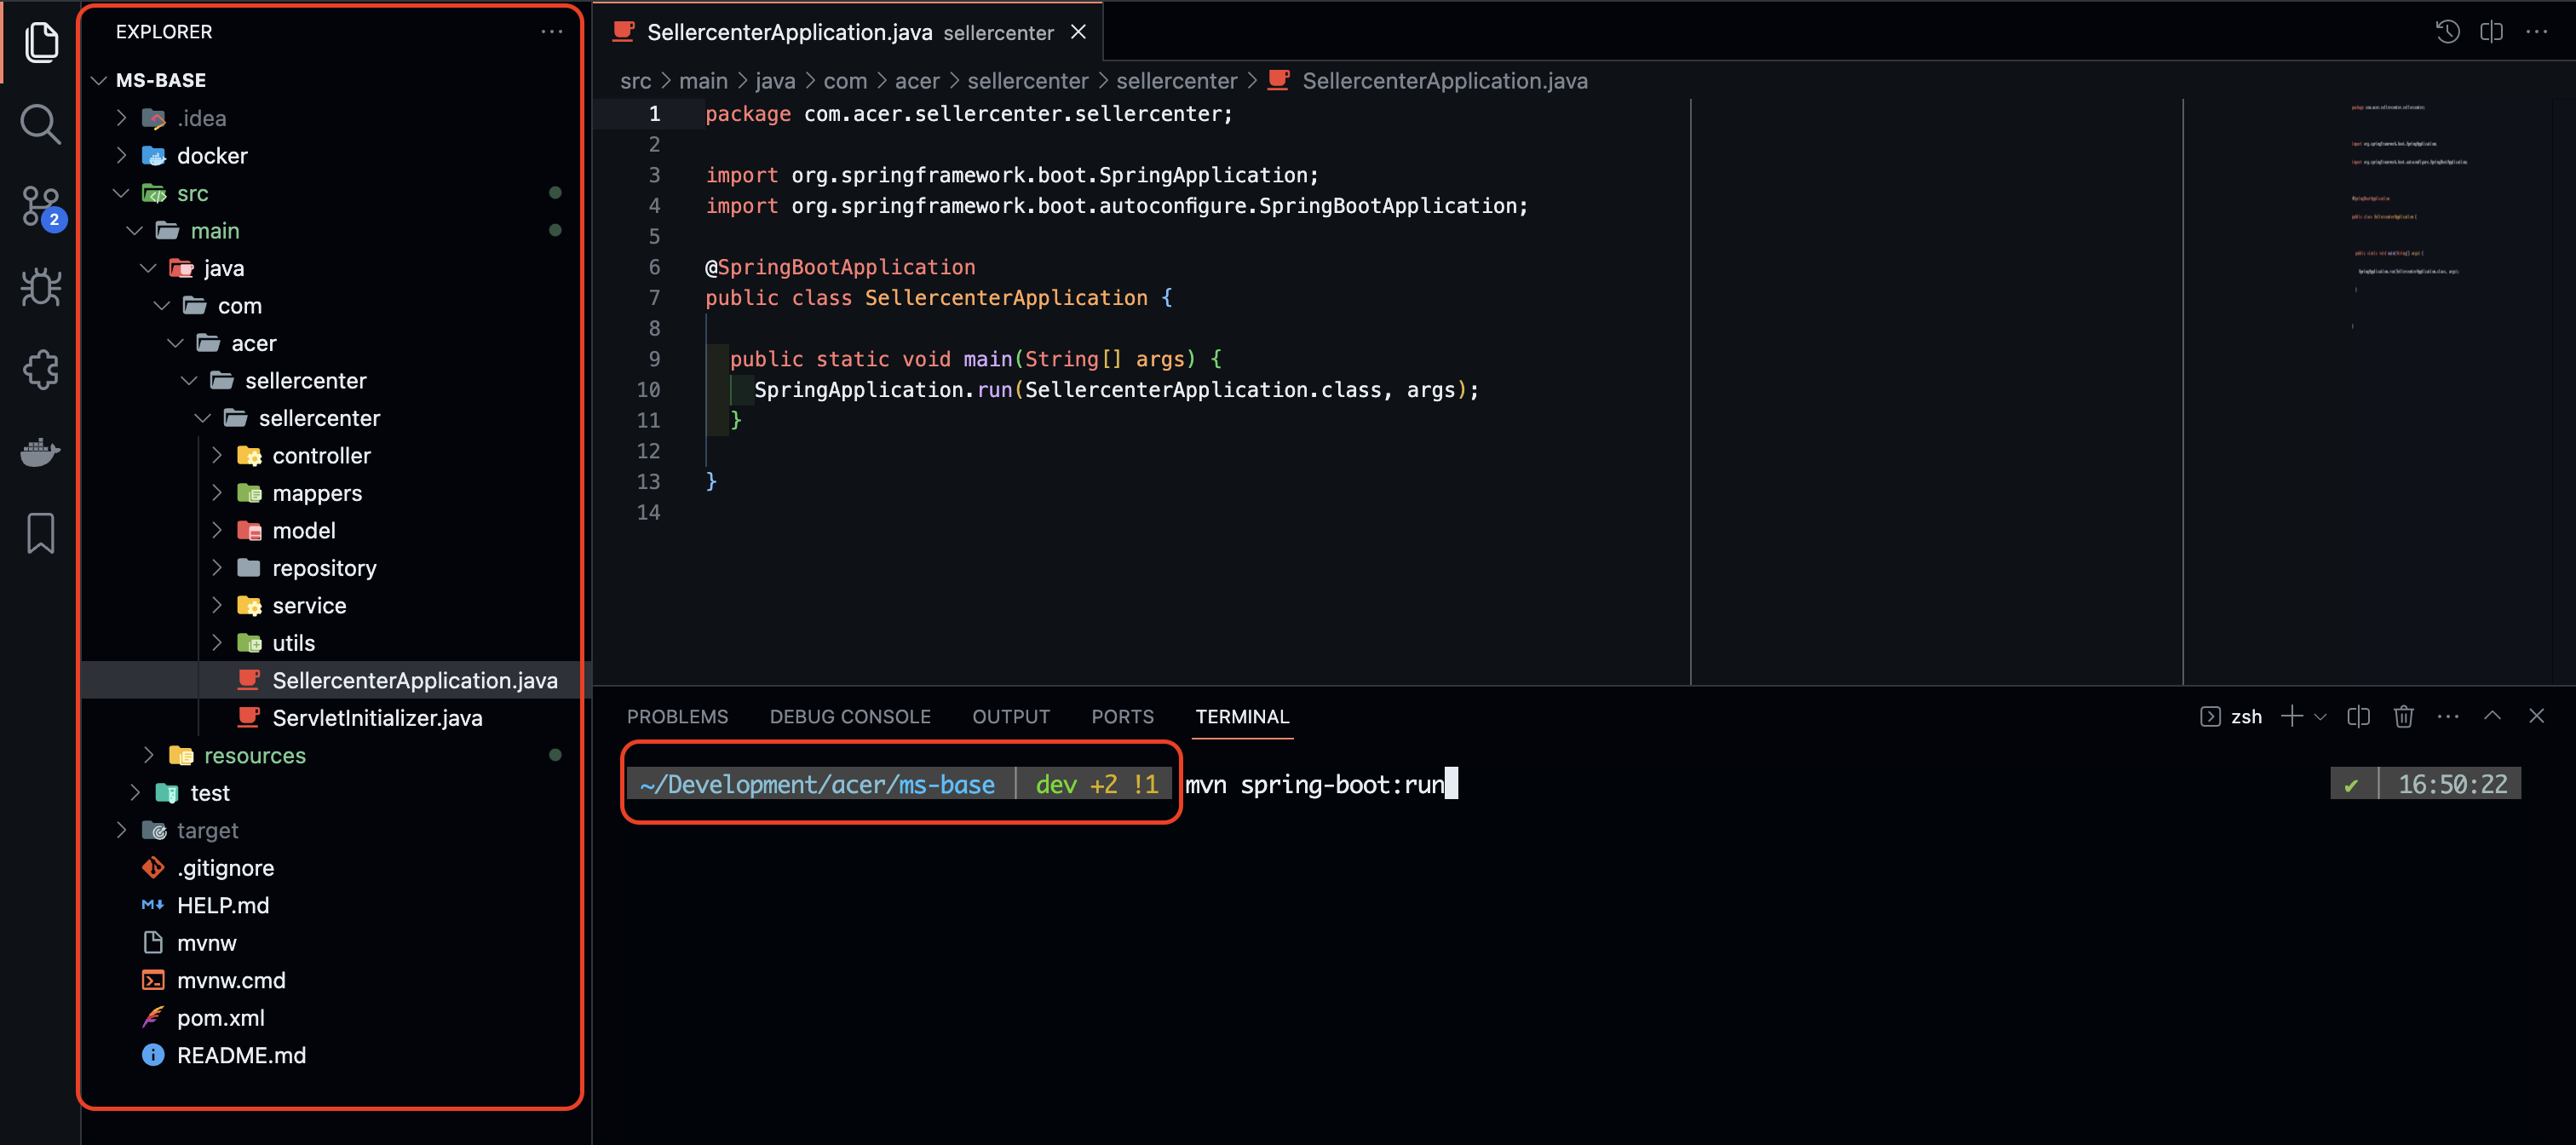 EXPLORER
MS-BASE
.idea
docker
src
main
java
com
acer
sellercenter
sellercenter
controller
mappers
model
repository
service
utils
SellercenterApplication.java
ServletInitializer.java
resources
test
target
.gitignore
HELP.md
mvnw
mvnw.cmd
pom.xml
README.md
2
SellercenterApplication.java sellercenter
src > main > java > com > acer > sellercenter > sellercenter > SellercenterApplication.java
1 package com.acer.sellercenter.sellercenter;
2
3 import org.springframework.boot.SpringApplication;
4 import org.springframework.boot.autoconfigure.SpringBootApplication;
5
6 @SpringBootApplication
7 public class SellercenterApplication {
8
9 public static void main(String[] args) {
10 SpringApplication.run(SellercenterApplication.class, args);
11 }
12
13 }
14
PROBLEMS DEBUG CONSOLE OUTPUT PORTS TERMINAL zsh
~/Development/acer/ms-base | dev +2 !1 mvn spring-boot:run ✔ | 16:50:22